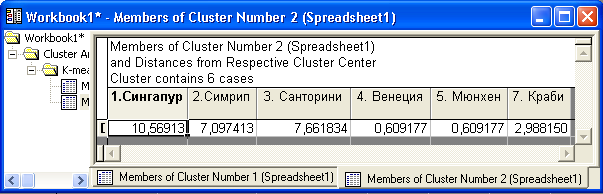 Workbook1* - Members of Cluster Number 2 (Spreadsheet1)
Workbook1*
Cluster An
K-mea
M
M
Members of Cluster Number 2 (Spreadsheet1)
and Distances from Respective Cluster Center
Cluster contains 6 cases
1.Сингапур 2.Симрип 3. Санторини 4. Венеция 5. Мюнхен 7. Краби
10,56913 7,097413 7,661834 0,609177 0,609177 2,988150
Members of Cluster Number 1 (Spreadsheet1) Members of Cluster Number 2 (Spreadsheet1)